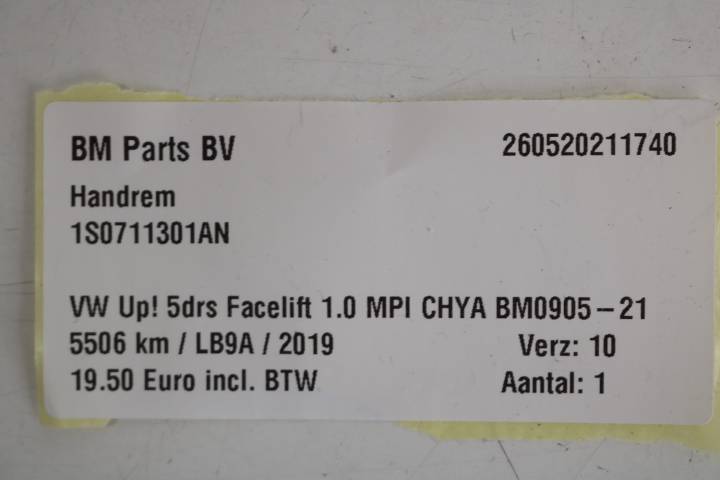 BM Parts BV 260520211740
Handrem
1S0711301AN
VW Up! 5drs Facelift 1.0 MPI CHYA BM0905-21
5506 km / LB9A / 2019 Verz: 10
19.50 Euro incl. BTW Aantal: 1